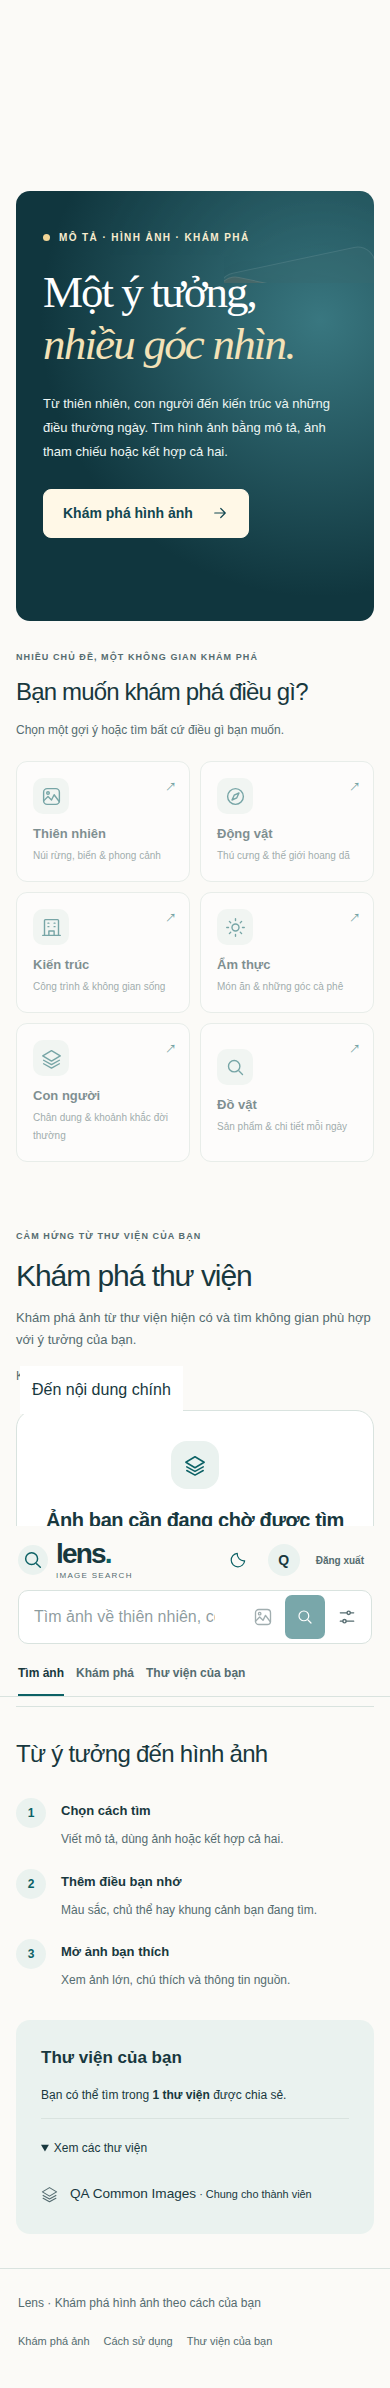 MÔ TẢ · HÌNH ẢNH · KHÁM PHÁ
Một ý tưởng,
nhiều góc nhìn.
Từ thiên nhiên, con người đến kiến trúc và những
điều thường ngày. Tìm hình ảnh bằng mô tả, ảnh
tham chiếu hoặc kết hợp cả hai.
Khám phá hình ảnh
NHIỀU CHỦ ĐỀ, MỘT KHÔNG GIAN KHÁM PHÁ
Bạn muốn khám phá điều gì?
Chọn một gợi ý hoặc tìm bất cứ điều gì bạn muốn.
Thiên nhiên
Núi rừng, biển & phong cảnh
Động vật
Thú cưng & thế giới hoang dã
Kiến trúc
Công trình & không gian sống
Ẩm thực
Món ăn & những góc cà phê
Con người
Chân dung & khoảnh khắc đời
thường
Đồ vật
Sản phẩm & chi tiết mỗi ngày
CẢM HỨNG TỪ THƯ VIỆN CỦA BẠN
Khám phá thư viện
Khám phá ảnh từ thư viện hiện có và tìm không gian phù hợp
với ý tưởng của bạn.
Đến nội dung chính
Ảnh bạn cần đang chờ được tìm
lens.
IMAGE SEARCH
Q
Đăng xuất
Tìm ảnh về thiên nhiên, c
Tìm ảnh
Khám phá
Thư viện của bạn
Từ ý tưởng đến hình ảnh
1
Chọn cách tìm
Viết mô tả, dùng ảnh hoặc kết hợp cả hai.
2
Thêm điều bạn nhớ
Màu sắc, chủ thể hay khung cảnh bạn đang tìm.
3
Mở ảnh bạn thích
Xem ảnh lớn, chú thích và thông tin nguồn.
Thư viện của bạn
Bạn có thể tìm trong 1 thư viện được chia sẻ.
▼ Xem các thư viện
QA Common Images · Chung cho thành viên
Lens · Khám phá hình ảnh theo cách của bạn
Khám phá ảnh
Cách sử dụng
Thư viện của bạn